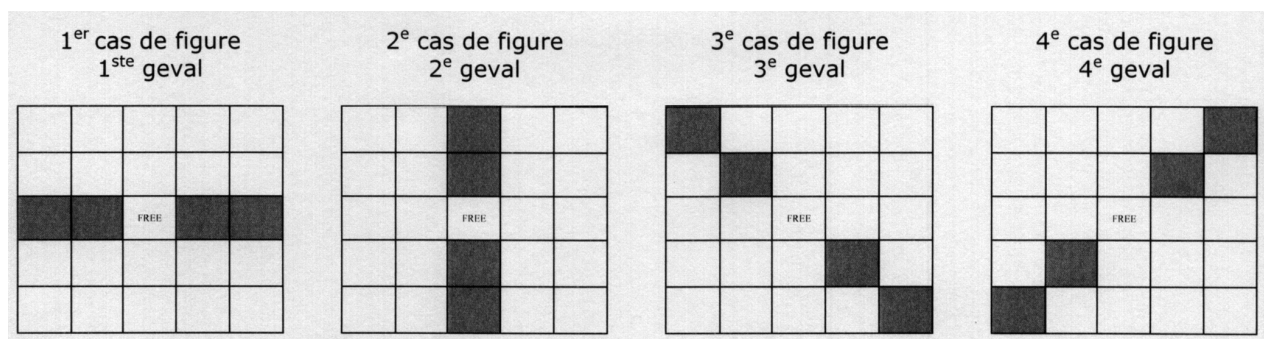 1er cas de figure
1ste geval
2e cas de figure
2e geval
3e cas de figure
3e geval
4e cas de figure
4e geval
FREE
FREE
FREE
FREE